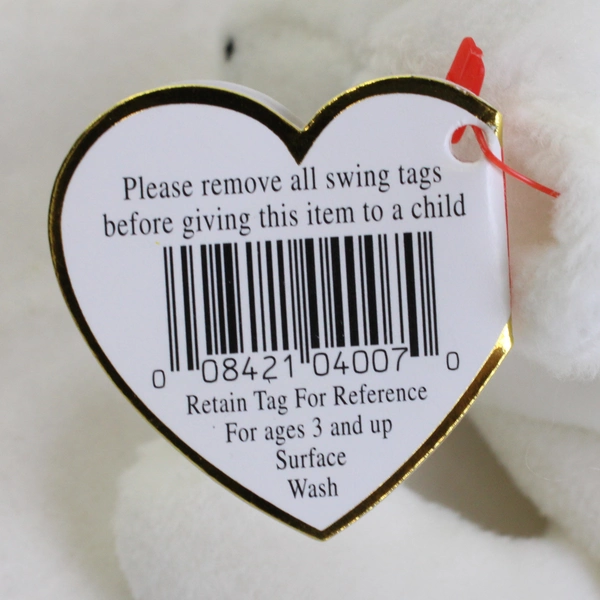 Please remove all swing tags
before giving this item to a child
0 08421 04007 0
Retain Tag For Reference
For ages 3 and up
Surface
Wash